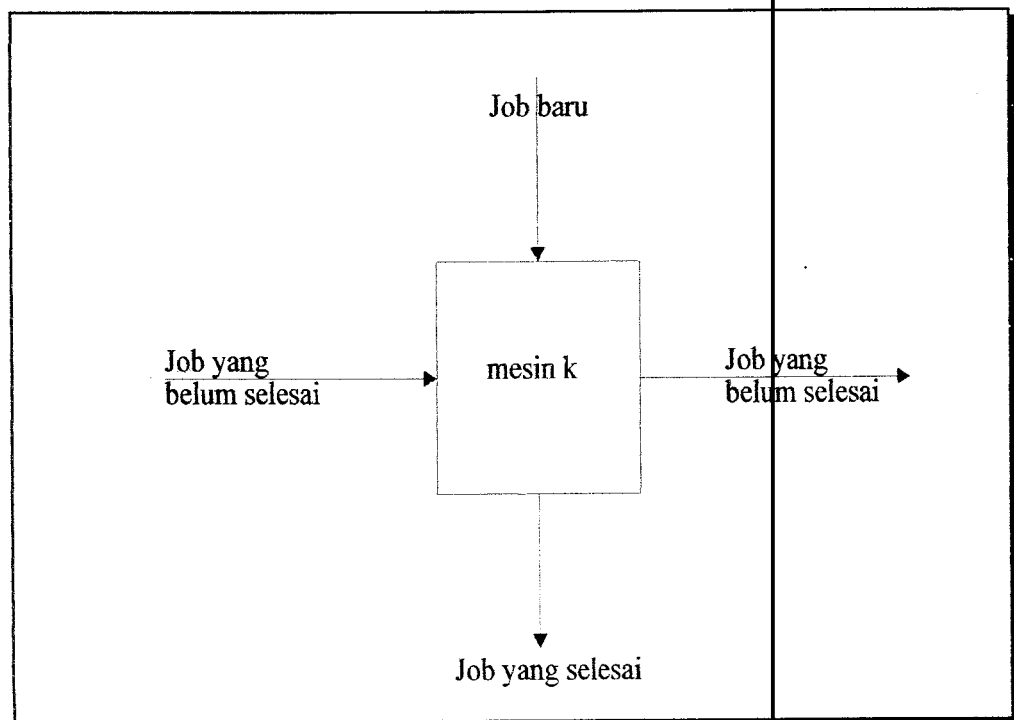 Job baru
Job yang
belum selesai
mesin k
Job yang
belum selesai
Job yang selesai